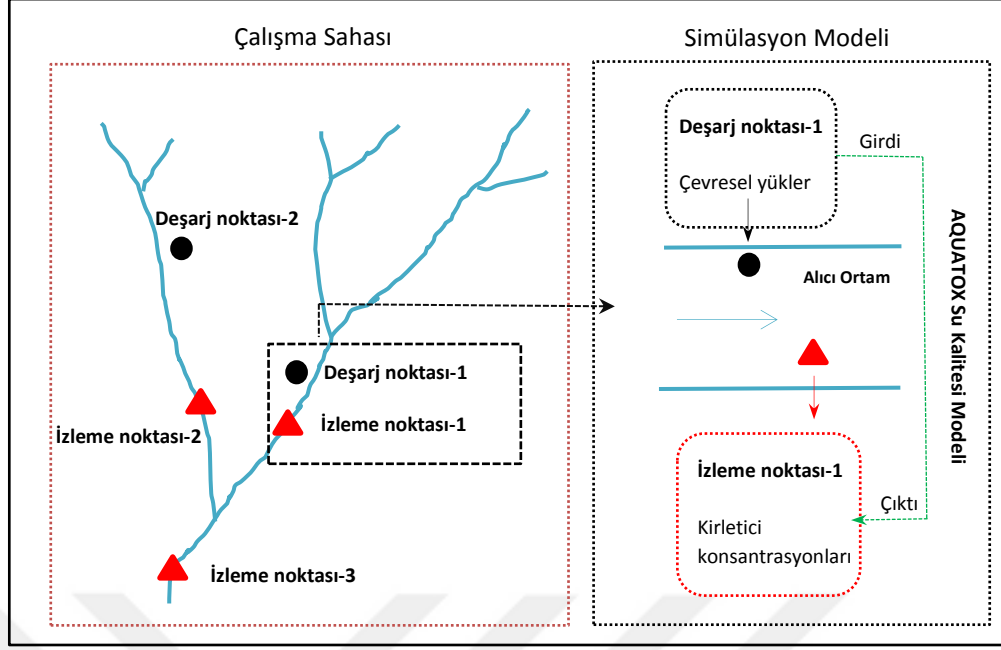 Çalışma Sahası
Deşarj noktası-2
Deşarj noktası-1
İzleme noktası-1
İzleme noktası-2
İzleme noktası-3
Simülasyon Modeli
Deşarj noktası-1
Çevresel yükler
Girdi
Alıcı Ortam
AQUATOX Su Kalitesi Modeli
İzleme noktası-1
Kirletici
konsantrasyonları
Çıktı